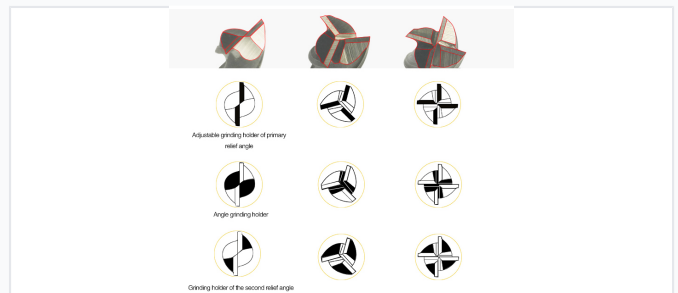 Adjustable grinding holder of primary
relief angle
Angle grinding holder
Grinding holder of the second relief angle